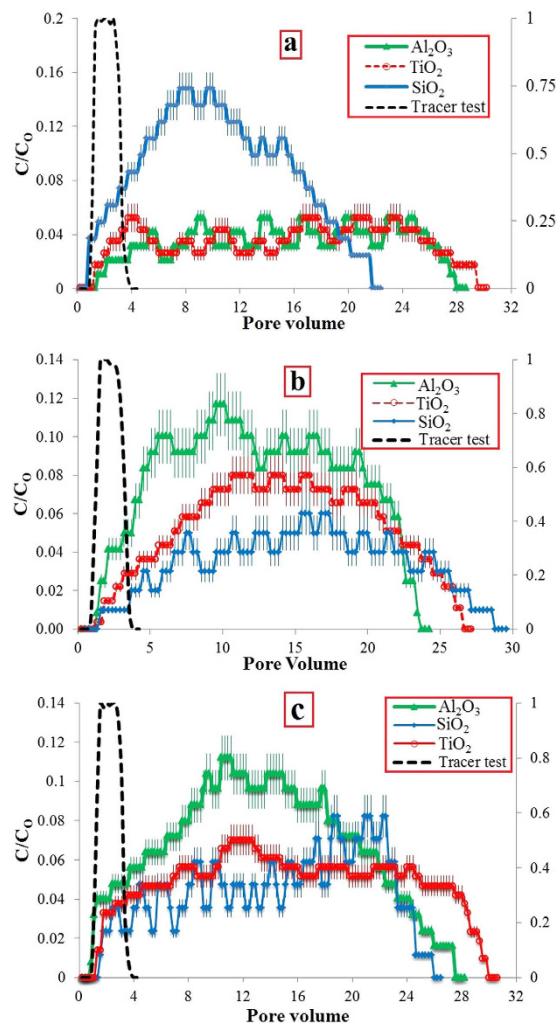 a
Al₂O₃
TiO₂
SiO₂
Tracer test
C/C_O
0.2
0.16
0.12
0.08
0.04
0
1
0.75
0.5
0.25
0
0 4 8 12 16 20 24 28 32
Pore volume
b
Al₂O₃
TiO₂
SiO₂
Tracer test
C/C_O
0.14
0.12
0.10
0.08
0.06
0.04
0.02
0.00
1
0.8
0.6
0.4
0.2
0
0 5 10 15 20 25 30
Pore Volume
c
Al₂O₃
SiO₂
TiO₂
Tracer test
C/C_O
0.14
0.12
0.1
0.08
0.06
0.04
0.02
0
1
0.8
0.6
0.4
0.2
0
0 4 8 12 16 20 24 28 32
Pore volume